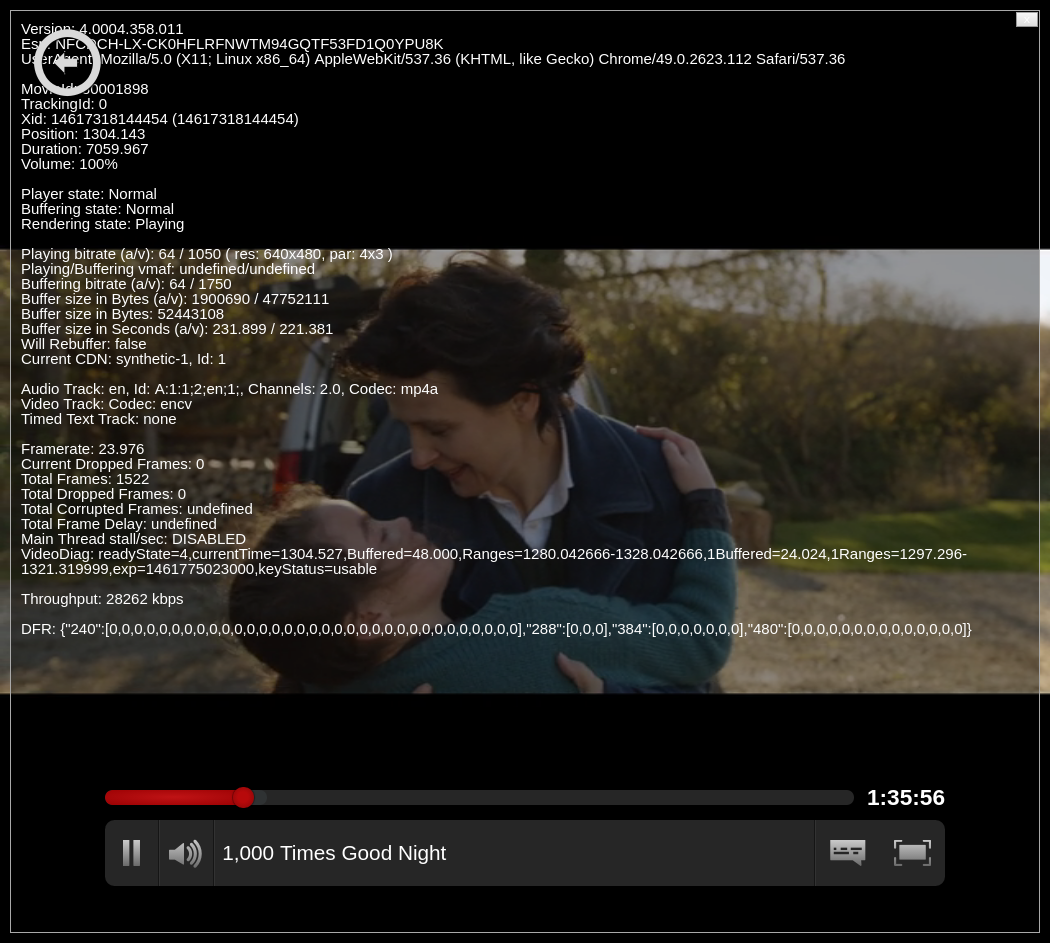 Version: 4.0004.358.011
Esn: NFCDCH-LX-CK0HFLRFNWTM94GQTF53FD1Q0YPU8K
UserAgent: Mozilla/5.0 (X11; Linux x86_64) AppleWebKit/537.36 (KHTML, like Gecko) Chrome/49.0.2623.112 Safari/537.36
MovieId: 80001898
TrackingId: 0
Xid: 14617318144454 (14617318144454)
Position: 1304.143
Duration: 7059.967
Volume: 100%
Player state: Normal
Buffering state: Normal
Rendering state: Playing
Playing bitrate (a/v): 64 / 1050 ( res: 640x480, par: 4x3 )
Playing/Buffering vmaf: undefined/undefined
Buffering bitrate (a/v): 64 / 1750
Buffer size in Bytes (a/v): 1900690 / 47752111
Buffer size in Bytes: 52443108
Buffer size in Seconds (a/v): 231.899 / 221.381
Will Rebuffer: false
Current CDN: synthetic-1, Id: 1
Audio Track: en, Id: A:1:1;2;en;1;, Channels: 2.0, Codec: mp4a
Video Track: Codec: encv
Timed Text Track: none
Framerate: 23.976
Current Dropped Frames: 0
Total Frames: 1522
Total Dropped Frames: 0
Total Corrupted Frames: undefined
Total Frame Delay: undefined
Main Thread stall/sec: DISABLED
VideoDiag: readyState=4,currentTime=1304.527,Buffered=48.000,Ranges=1280.042666-1328.042666,1Buffered=24.024,1Ranges=1297.296-
1321.319999,exp=1461775023000,keyStatus=usable
Throughput: 28262 kbps
DFR: {"240":[0,0,0,0,0,0,0,0,0,0,0,0,0,0,0,0,0,0,0,0,0,0,0,0,0,0,0,0,0,0,0,0,0,0],"288":[0,0,0],"384":[0,0,0,0,0,0,0],"480":[0,0,0,0,0,0,0,0,0,0,0,0,0,0]}
1:35:56
1,000 Times Good Night